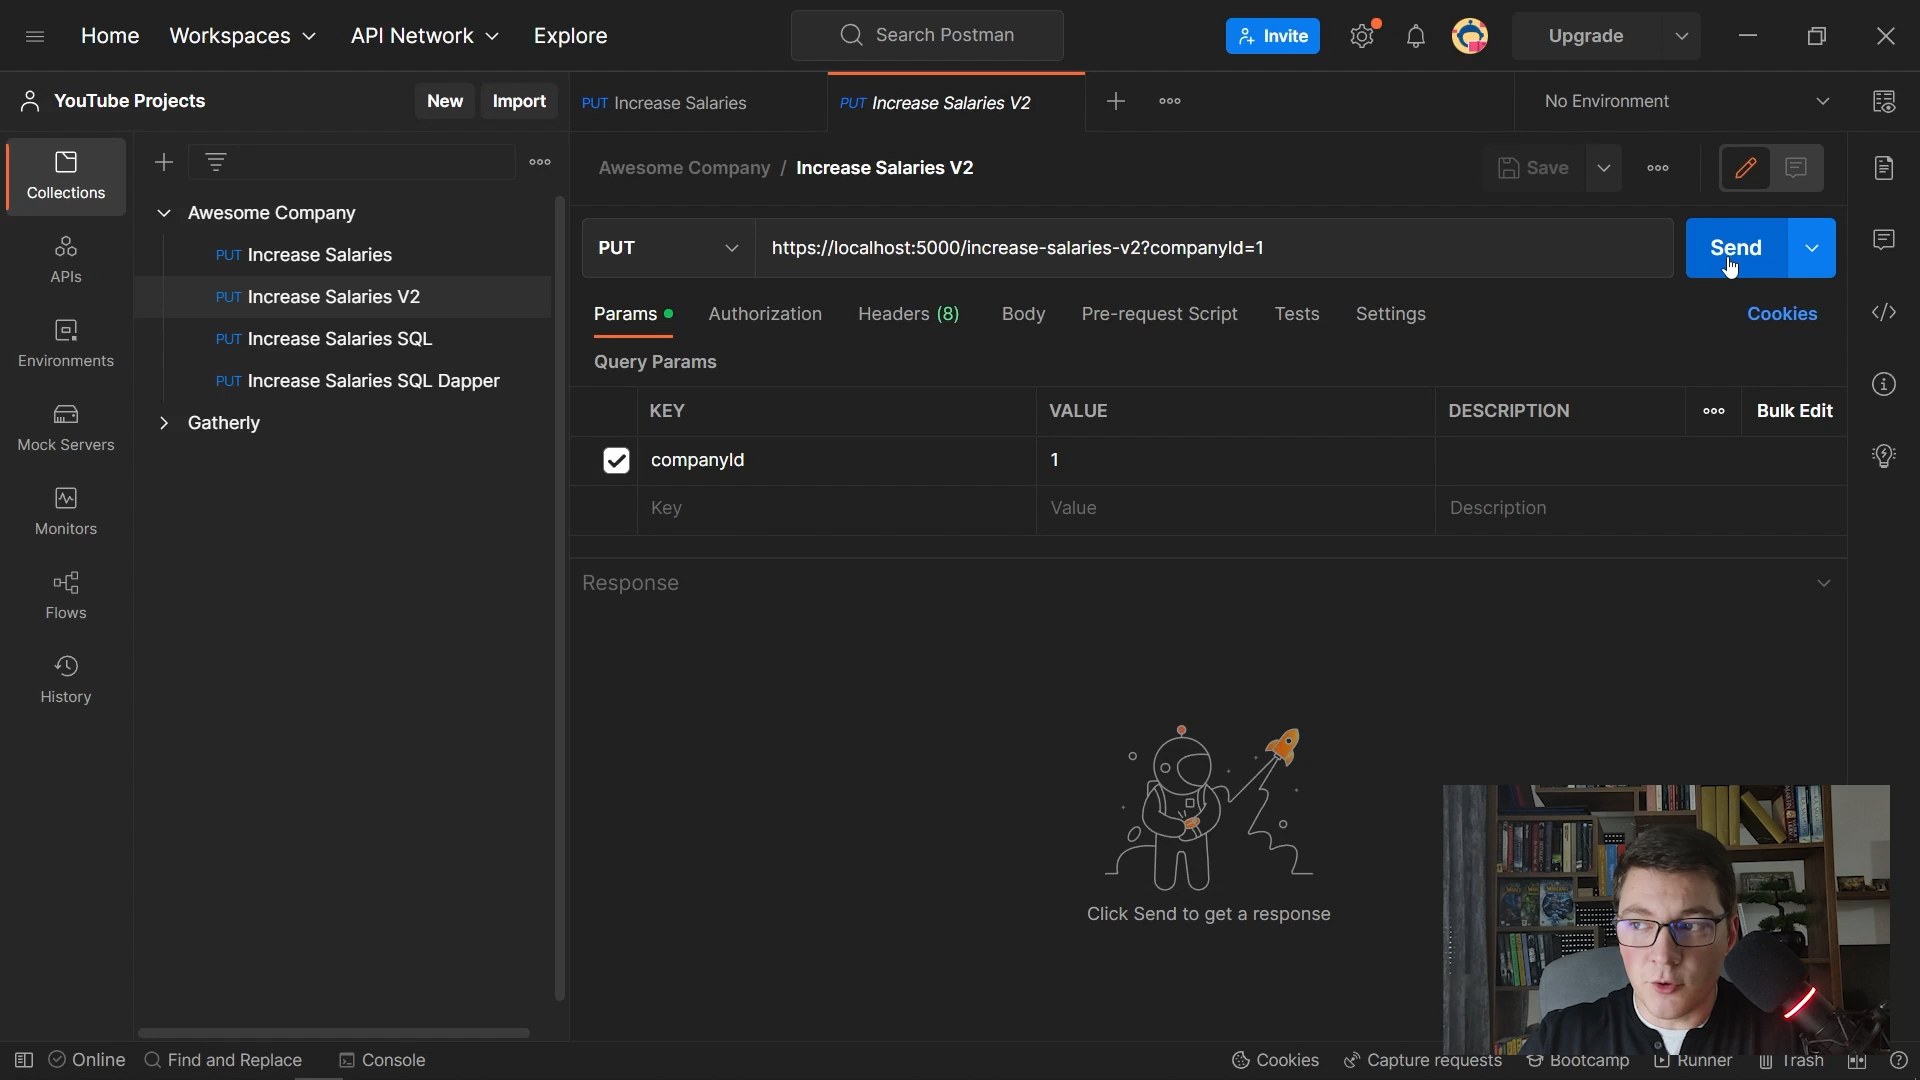 Home
Workspaces
API Network
Explore
Search Postman
Invite
Upgrade
YouTube Projects
New
Import
PUT Increase Salaries
PUT Increase Salaries V2
No Environment
Collections
APIs
Environments
Mock Servers
Monitors
Flows
History
Awesome Company
PUT Increase Salaries
PUT Increase Salaries V2
PUT Increase Salaries SQL
PUT Increase Salaries SQL Dapper
Gatherly
Awesome Company / Increase Salaries V2
Save
PUT
https://localhost:5000/increase-salaries-v2?companyId=1
Send
Params
Authorization
Headers (8)
Body
Pre-request Script
Tests
Settings
Cookies
Query Params
KEY
VALUE
DESCRIPTION
Bulk Edit
companyId
1
Key
Value
Description
Response
Click Send to get a response
Online
Find and Replace
Console
Cookies
Capture requests
Bootcamp
Runner
Trash